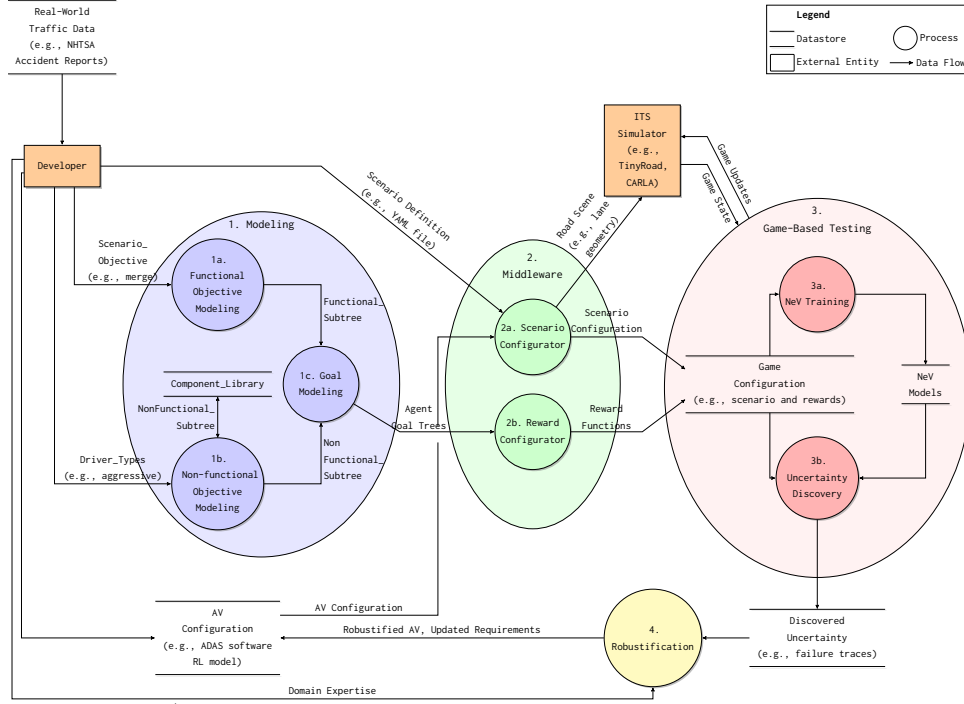 Real-World
Traffic Data
(e.g., NHTSA
Accident Reports)
Legend
Datastore
Process
External Entity
Data Flow
Developer
ITS
Simulator
(e.g.,
TinyRoad,
CARLA)
Game Updates
Game State
Scenario Definition
(e.g., YAML file)
Road Scene
(e.g., lane
geometry)
Scenario_
Objective
(e.g., merge)
1. Modeling
1a.
Functional
Objective
Modeling
Functional_
Subtree
1c. Goal
Modeling
Component_Library
NonFunctional_
Subtree
Driver_Types
(e.g., aggressive)
1b.
Non-functional
Objective
Modeling
Non
Functional_
Subtree
Agent
Goal Trees
2.
Middleware
2a. Scenario
Configurator
Scenario
Configuration
2b. Reward
Configurator
Reward
Functions
3.
Game-Based Testing
3a.
NeV Training
Game
Configuration
(e.g., scenario and rewards)
NeV
Models
3b.
Uncertainty
Discovery
AV
Configuration
(e.g., ADAS software
RL model)
AV Configuration
Robustified AV, Updated Requirements
4.
Robustification
Discovered
Uncertainty
(e.g., failure traces)
Domain Expertise